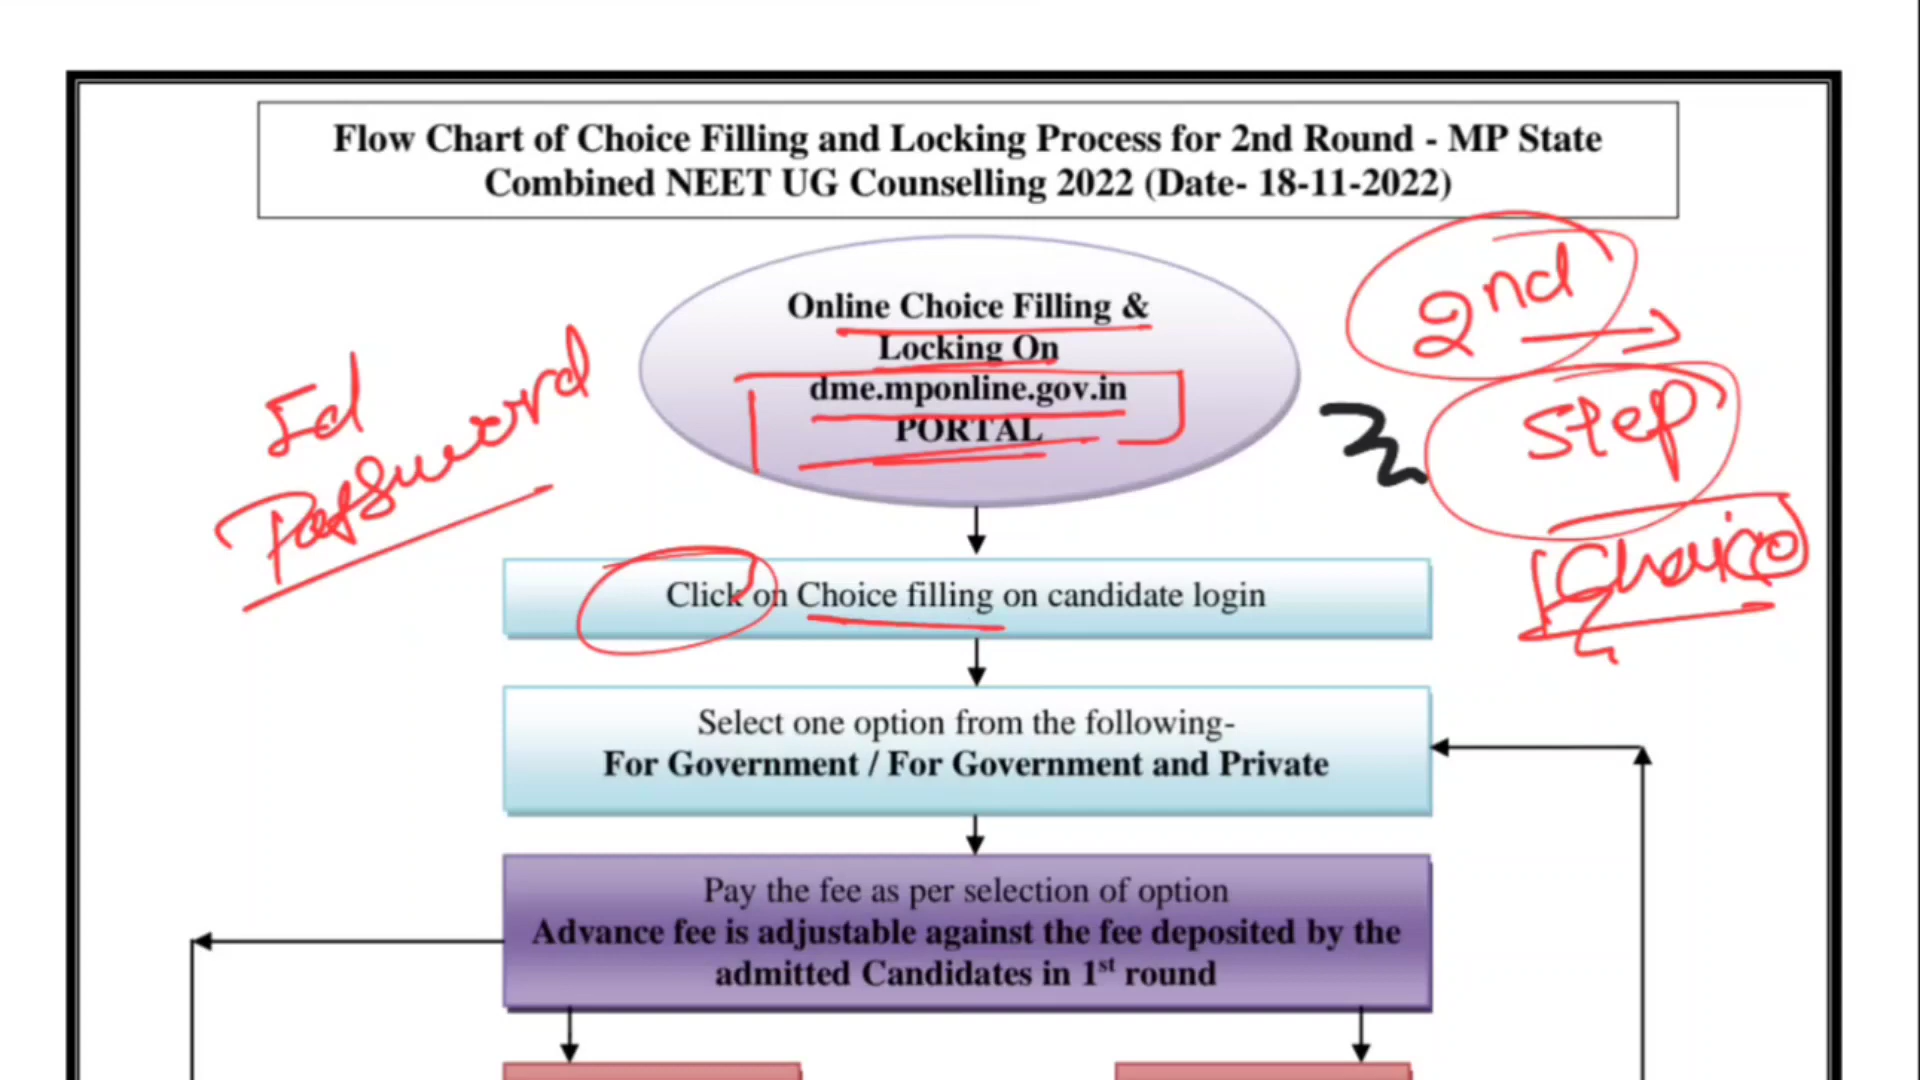 Flow Chart of Choice Filling and Locking Process for 2nd Round - MP State
Combined NEET UG Counselling 2022 (Date- 18-11-2022)
Online Choice Filling &
Locking On
dme.mponline.gov.in
PORTAL
2nd
Step
Choice
Id
Password
Click on Choice filling on candidate login
Select one option from the following-
For Government / For Government and Private
Pay the fee as per selection of option
Advance fee is adjustable against the fee deposited by the
admitted Candidates in 1st round